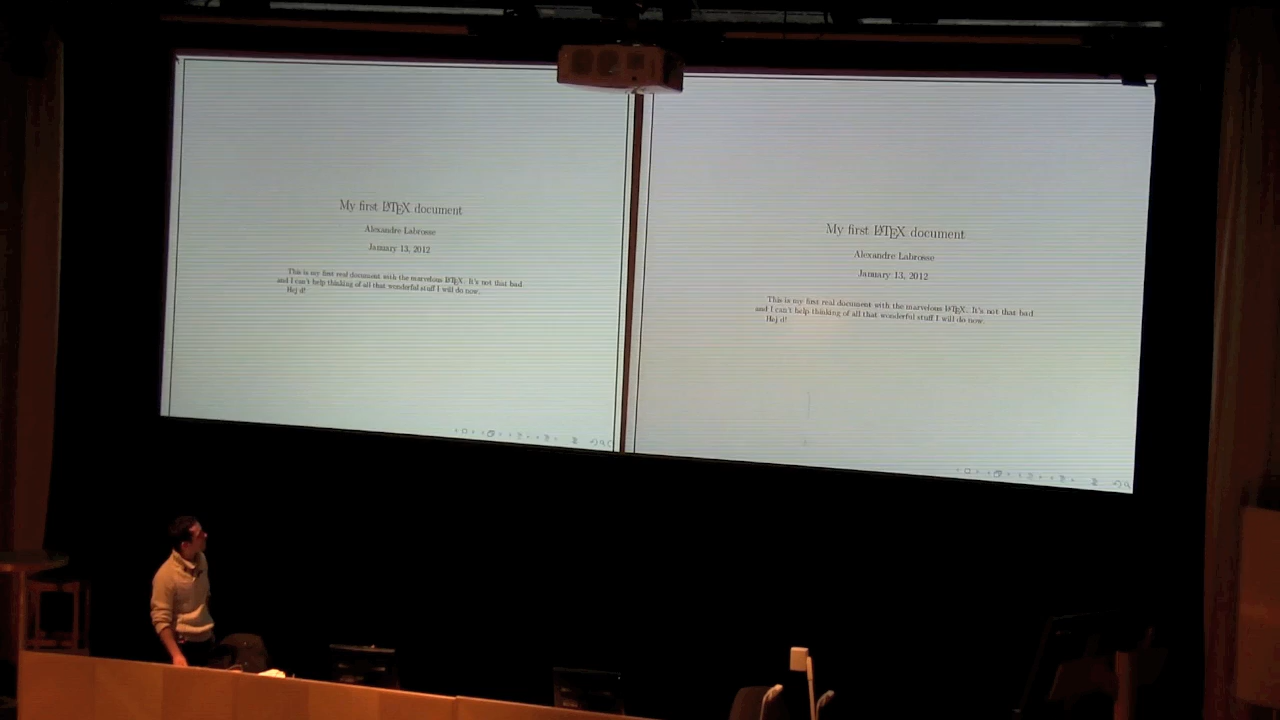 My first LATEX document
Alexandre Labrosse
January 13, 2012
This is my first real document with the marvelous LATEX. It's not that bad
and I can't help thinking of all that wonderful stuff I will do now.
Hej d!
My first LATEX document
Alexandre Labrosse
January 13, 2012
This is my first real document with the marvelous LATEX. It's not that bad
and I can't help thinking of all that wonderful stuff I will do now.
Hej d!